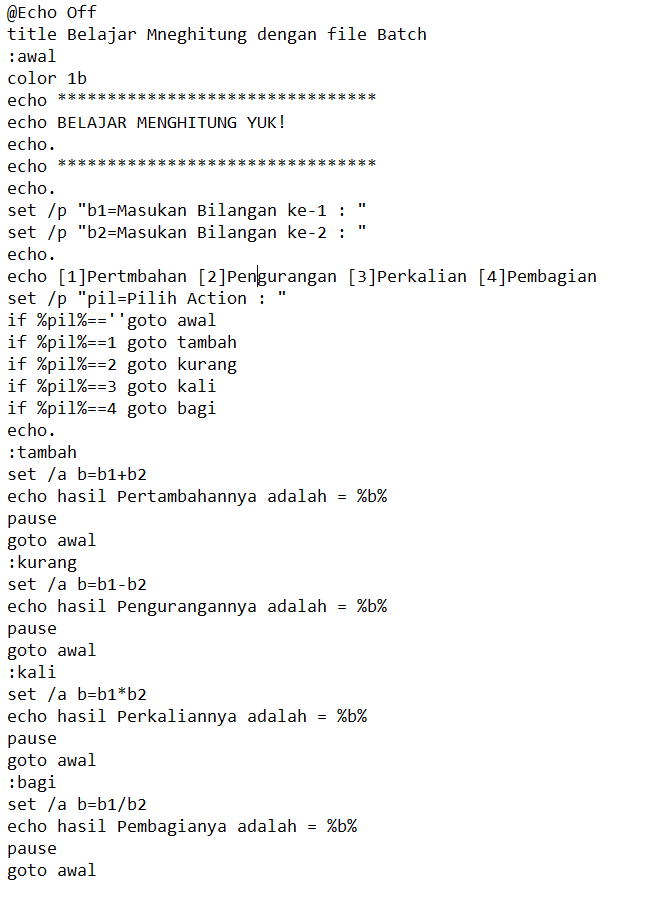 @Echo Off
title Belajar Mneghitung dengan file Batch
:awal
color 1b
echo ********************************
echo BELAJAR MENGHITUNG YUK!
echo.
echo ********************************
echo.
set /p "b1=Masukan Bilangan ke-1 : "
set /p "b2=Masukan Bilangan ke-2 : "
echo.
echo [1]Pertmbahan [2]Pengurangan [3]Perkalian [4]Pembagian
set /p "pil=Pilih Action : "
if %pil%==''goto awal
if %pil%==1 goto tambah
if %pil%==2 goto kurang
if %pil%==3 goto kali
if %pil%==4 goto bagi
echo.
:tambah
set /a b=b1+b2
echo hasil Pertambahannya adalah = %b%
pause
goto awal
:kurang
set /a b=b1-b2
echo hasil Pengurangannya adalah = %b%
pause
goto awal
:kali
set /a b=b1*b2
echo hasil Perkaliannya adalah = %b%
pause
goto awal
:bagi
set /a b=b1/b2
echo hasil Pembagianya adalah = %b%
pause
goto awal